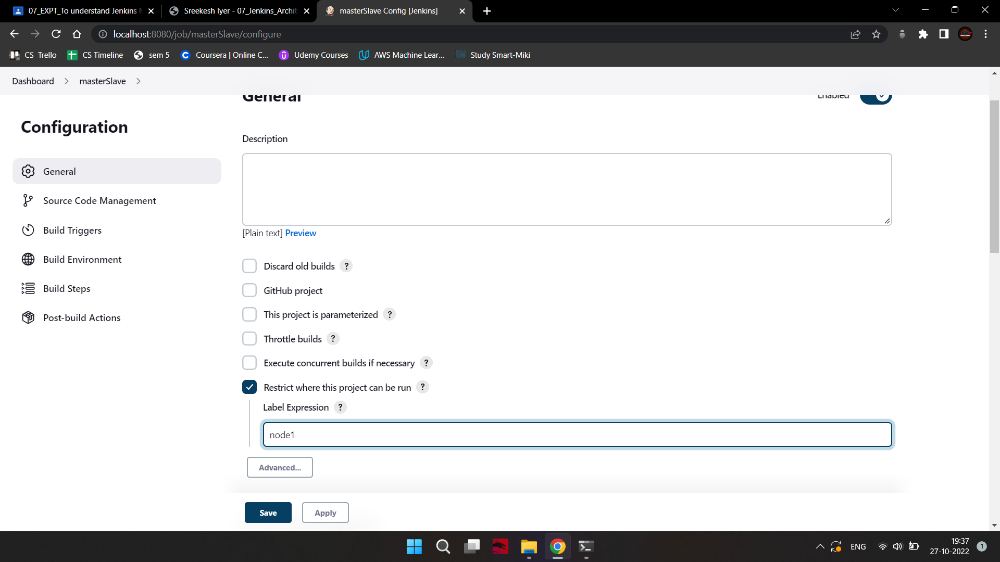 07_EXPT_To understand Jenkins M
Sreekesh Iyer - 07_Jenkins_Archit
masterSlave Config [Jenkins]
localhost:8080/job/masterSlave/configure
CS Trello
CS Timeline
sem 5
Coursera | Online C...
Udemy Courses
AWS Machine Lear...
Study Smart-Miki
Dashboard
masterSlave
General
Enabled
Configuration
General
Source Code Management
Build Triggers
Build Environment
Build Steps
Post-build Actions
Description
[Plain text] Preview
Discard old builds ?
GitHub project
This project is parameterized ?
Throttle builds ?
Execute concurrent builds if necessary ?
Restrict where this project can be run ?
Label Expression ?
node1
Advanced...
Save
Apply
ENG
19:37
27-10-2022
1